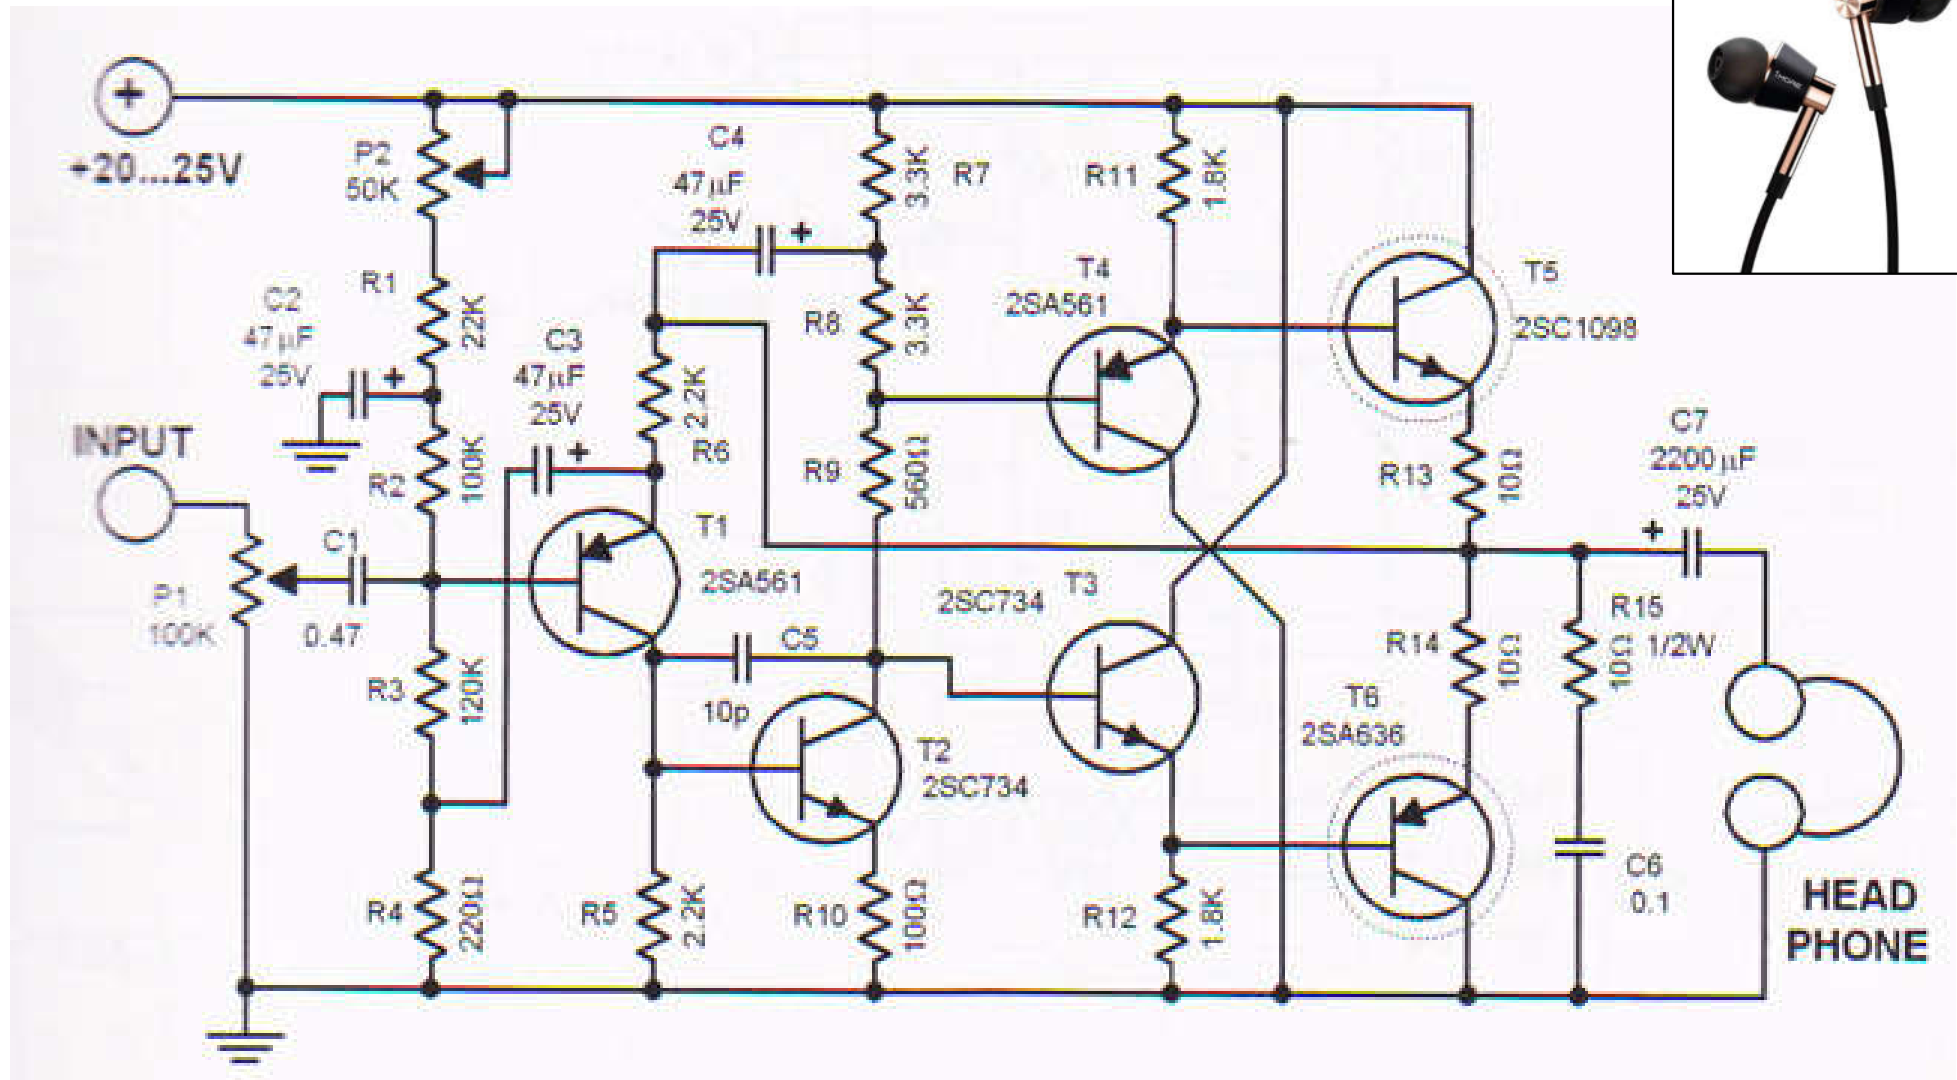 +
+20...25V
P2
50K
C4
47µF
25V
+
3.3K
R7
R11
1.8K
1MORE
R1
22K
C2
47µF
25V
+
C3
47µF
25V
+
2.2K
R6
R8
3.3K
T4
2SA561
T5
2SC1098
INPUT
R2
100K
R9
560Ω
R13
10Ω
C7
2200µF
25V
+
P1
100K
C1
0.47
T1
2SA561
2SC734
T3
R15
10Ω
1/2W
R3
120K
C5
10p
R14
10Ω
T6
2SA636
T2
2SC734
R4
220Ω
R5
2.2K
R10
100Ω
R12
1.8K
C6
0.1
HEAD
PHONE